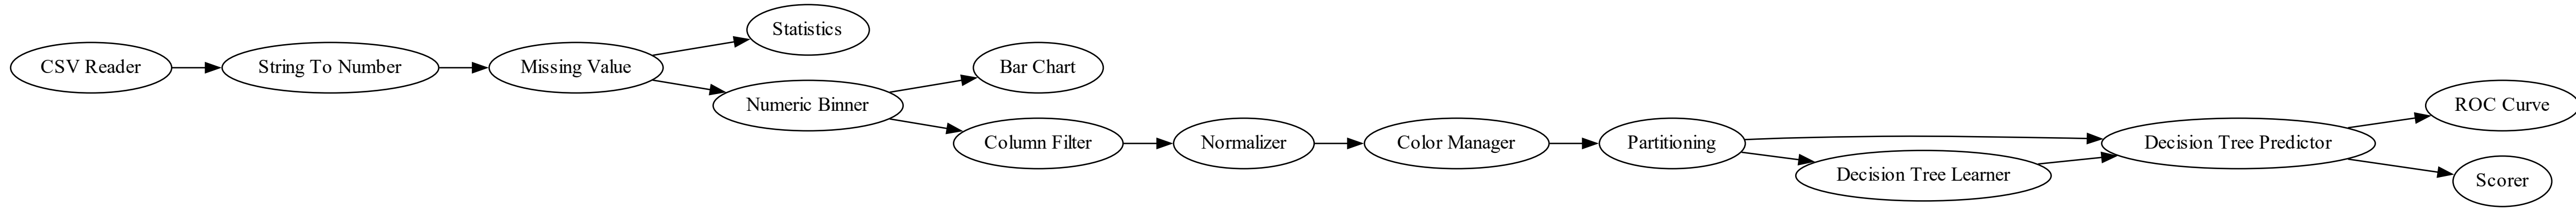 CSV Reader
String To Number
Missing Value
Statistics
Numeric Binner
Bar Chart
Column Filter
Normalizer
Color Manager
Partitioning
Decision Tree Learner
Decision Tree Predictor
ROC Curve
Scorer